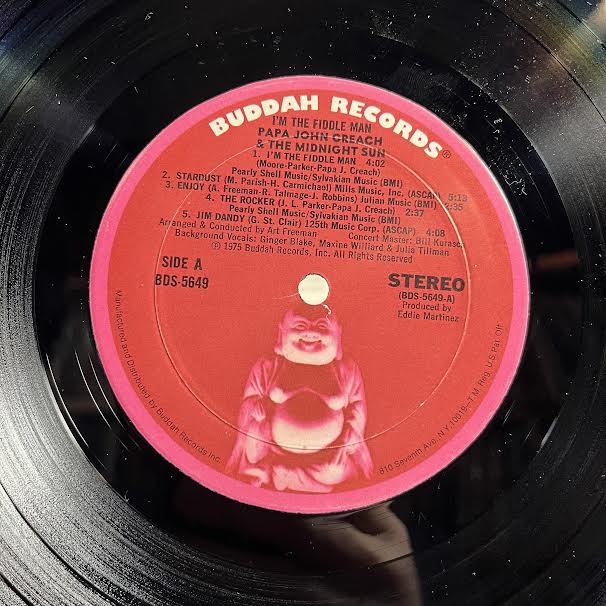 BUDDAH RECORDS®
I'M THE FIDDLE MAN
PAPA JOHN CREACH
& THE MIDNIGHT SUN
1. I'M THE FIDDLE MAN 4:02
(Moore-Parker-Papa J. Creach)
Pearly Shell Music/Sylvakian Music (BMI)
2. STARDUST (M. Parish-H. Carmichael) Mills Music, Inc. (ASCAP) 5:13
3. ENJOY (A. Freeman-R. Talmage-J. Robbins) Julian Music (BMI) 2:35
4. THE ROCKER (J. L. Parker-Papa J. Creach) 2:37
Pearly Shell Music/Sylvakian Music (BMI)
5. JIM DANDY (G. St. Clair) 125th Music Corp. (ASCAP) 4:08
Arranged & Conducted by Art Freeman Concert Master: Bill Kurasch
Background Vocals: Ginger Blake, Maxine Williard & Julia Tillman
Ⓟ 1975 Buddah Records, Inc. All Rights Reserved
SIDE A
BDS-5649
STEREO
(BDS-5649-A)
Produced by
Eddie Martinez
Manufactured and Distributed by Buddah Records Inc.
810 Seventh Ave. N.Y. 10019—T.M. Reg. U.S. Pat. Off.